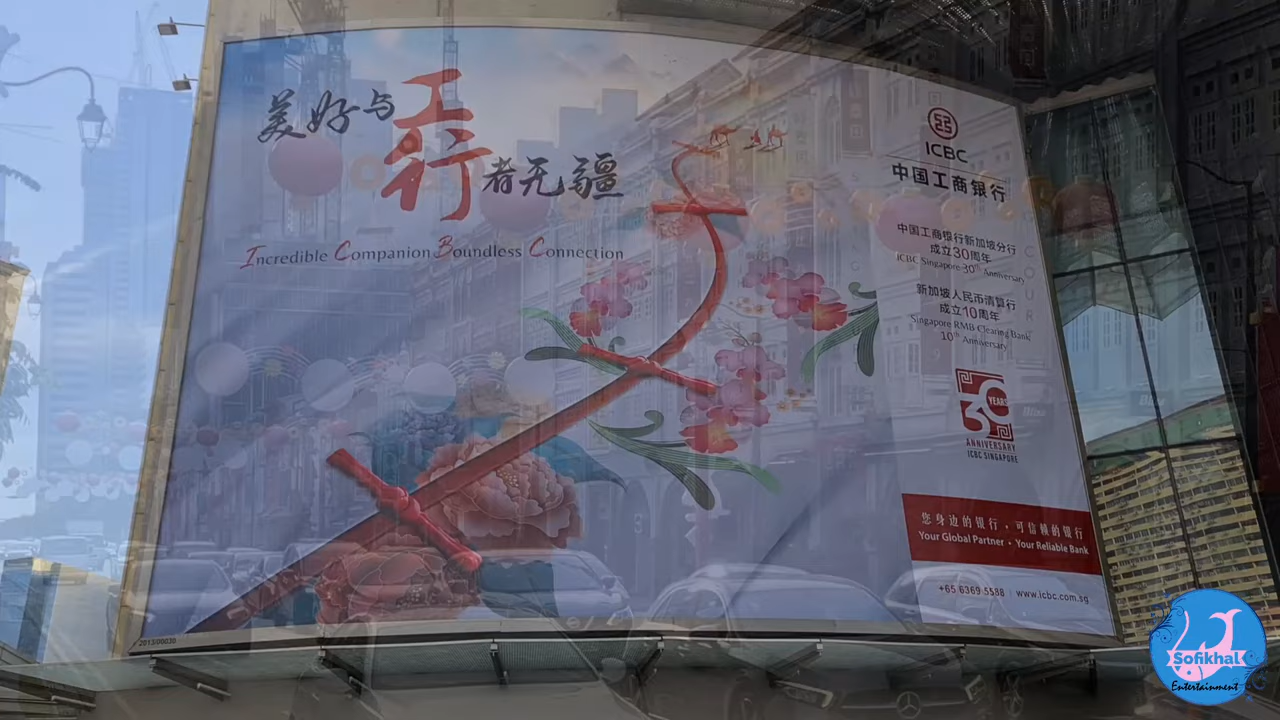 美好与工行者无疆
Incredible Companion Boundless Connection
ICBC
中国工商银行
中国工商银行新加坡分行
成立30周年
ICBC Singapore 30th Anniversary
新加坡人民币清算行
成立10周年
Singapore RMB Clearing Bank
10th Anniversary
30 YEARS
ANNIVERSARY
ICBC SINGAPORE
您身边的银行 · 可信赖的银行
Your Global Partner · Your Reliable Bank
+65 6369 5588 | www.icbc.com.sg
2013/00030
Sofikhal
Entertainment